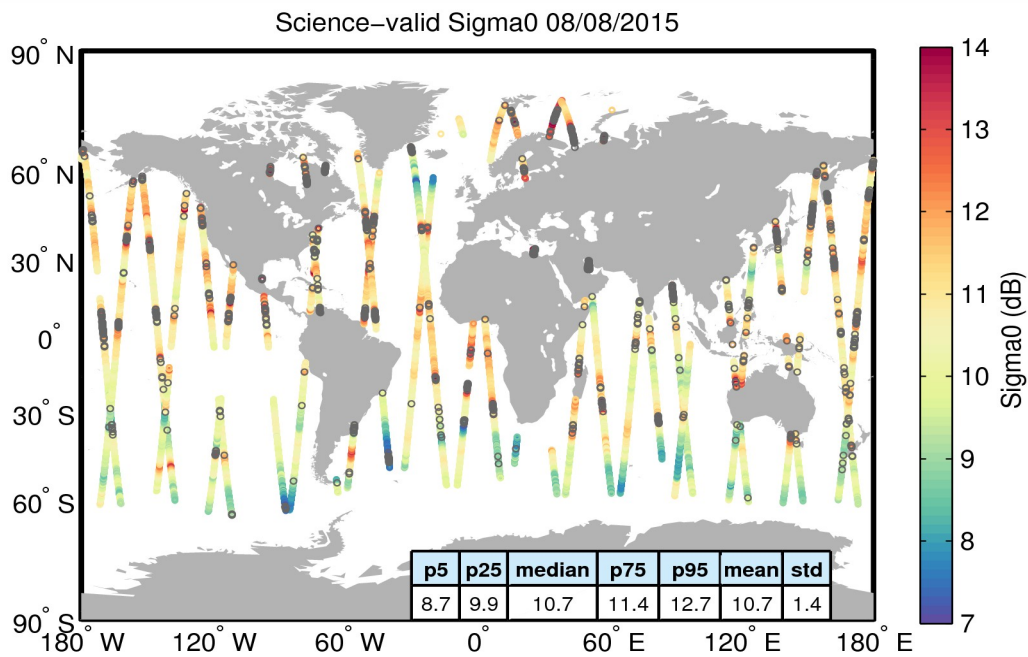 Science−valid Sigma0 08/08/2015
90° N
60° N
30° N
0°
30° S
60° S
90° S
180° W 120° W 60° W 0° 60° E 120° E 180° E
p5 p25 median p75 p95 mean std
8.7 9.9 10.7 11.4 12.7 10.7 1.4
14
13
12
11
10
9
8
7
Sigma0 (dB)